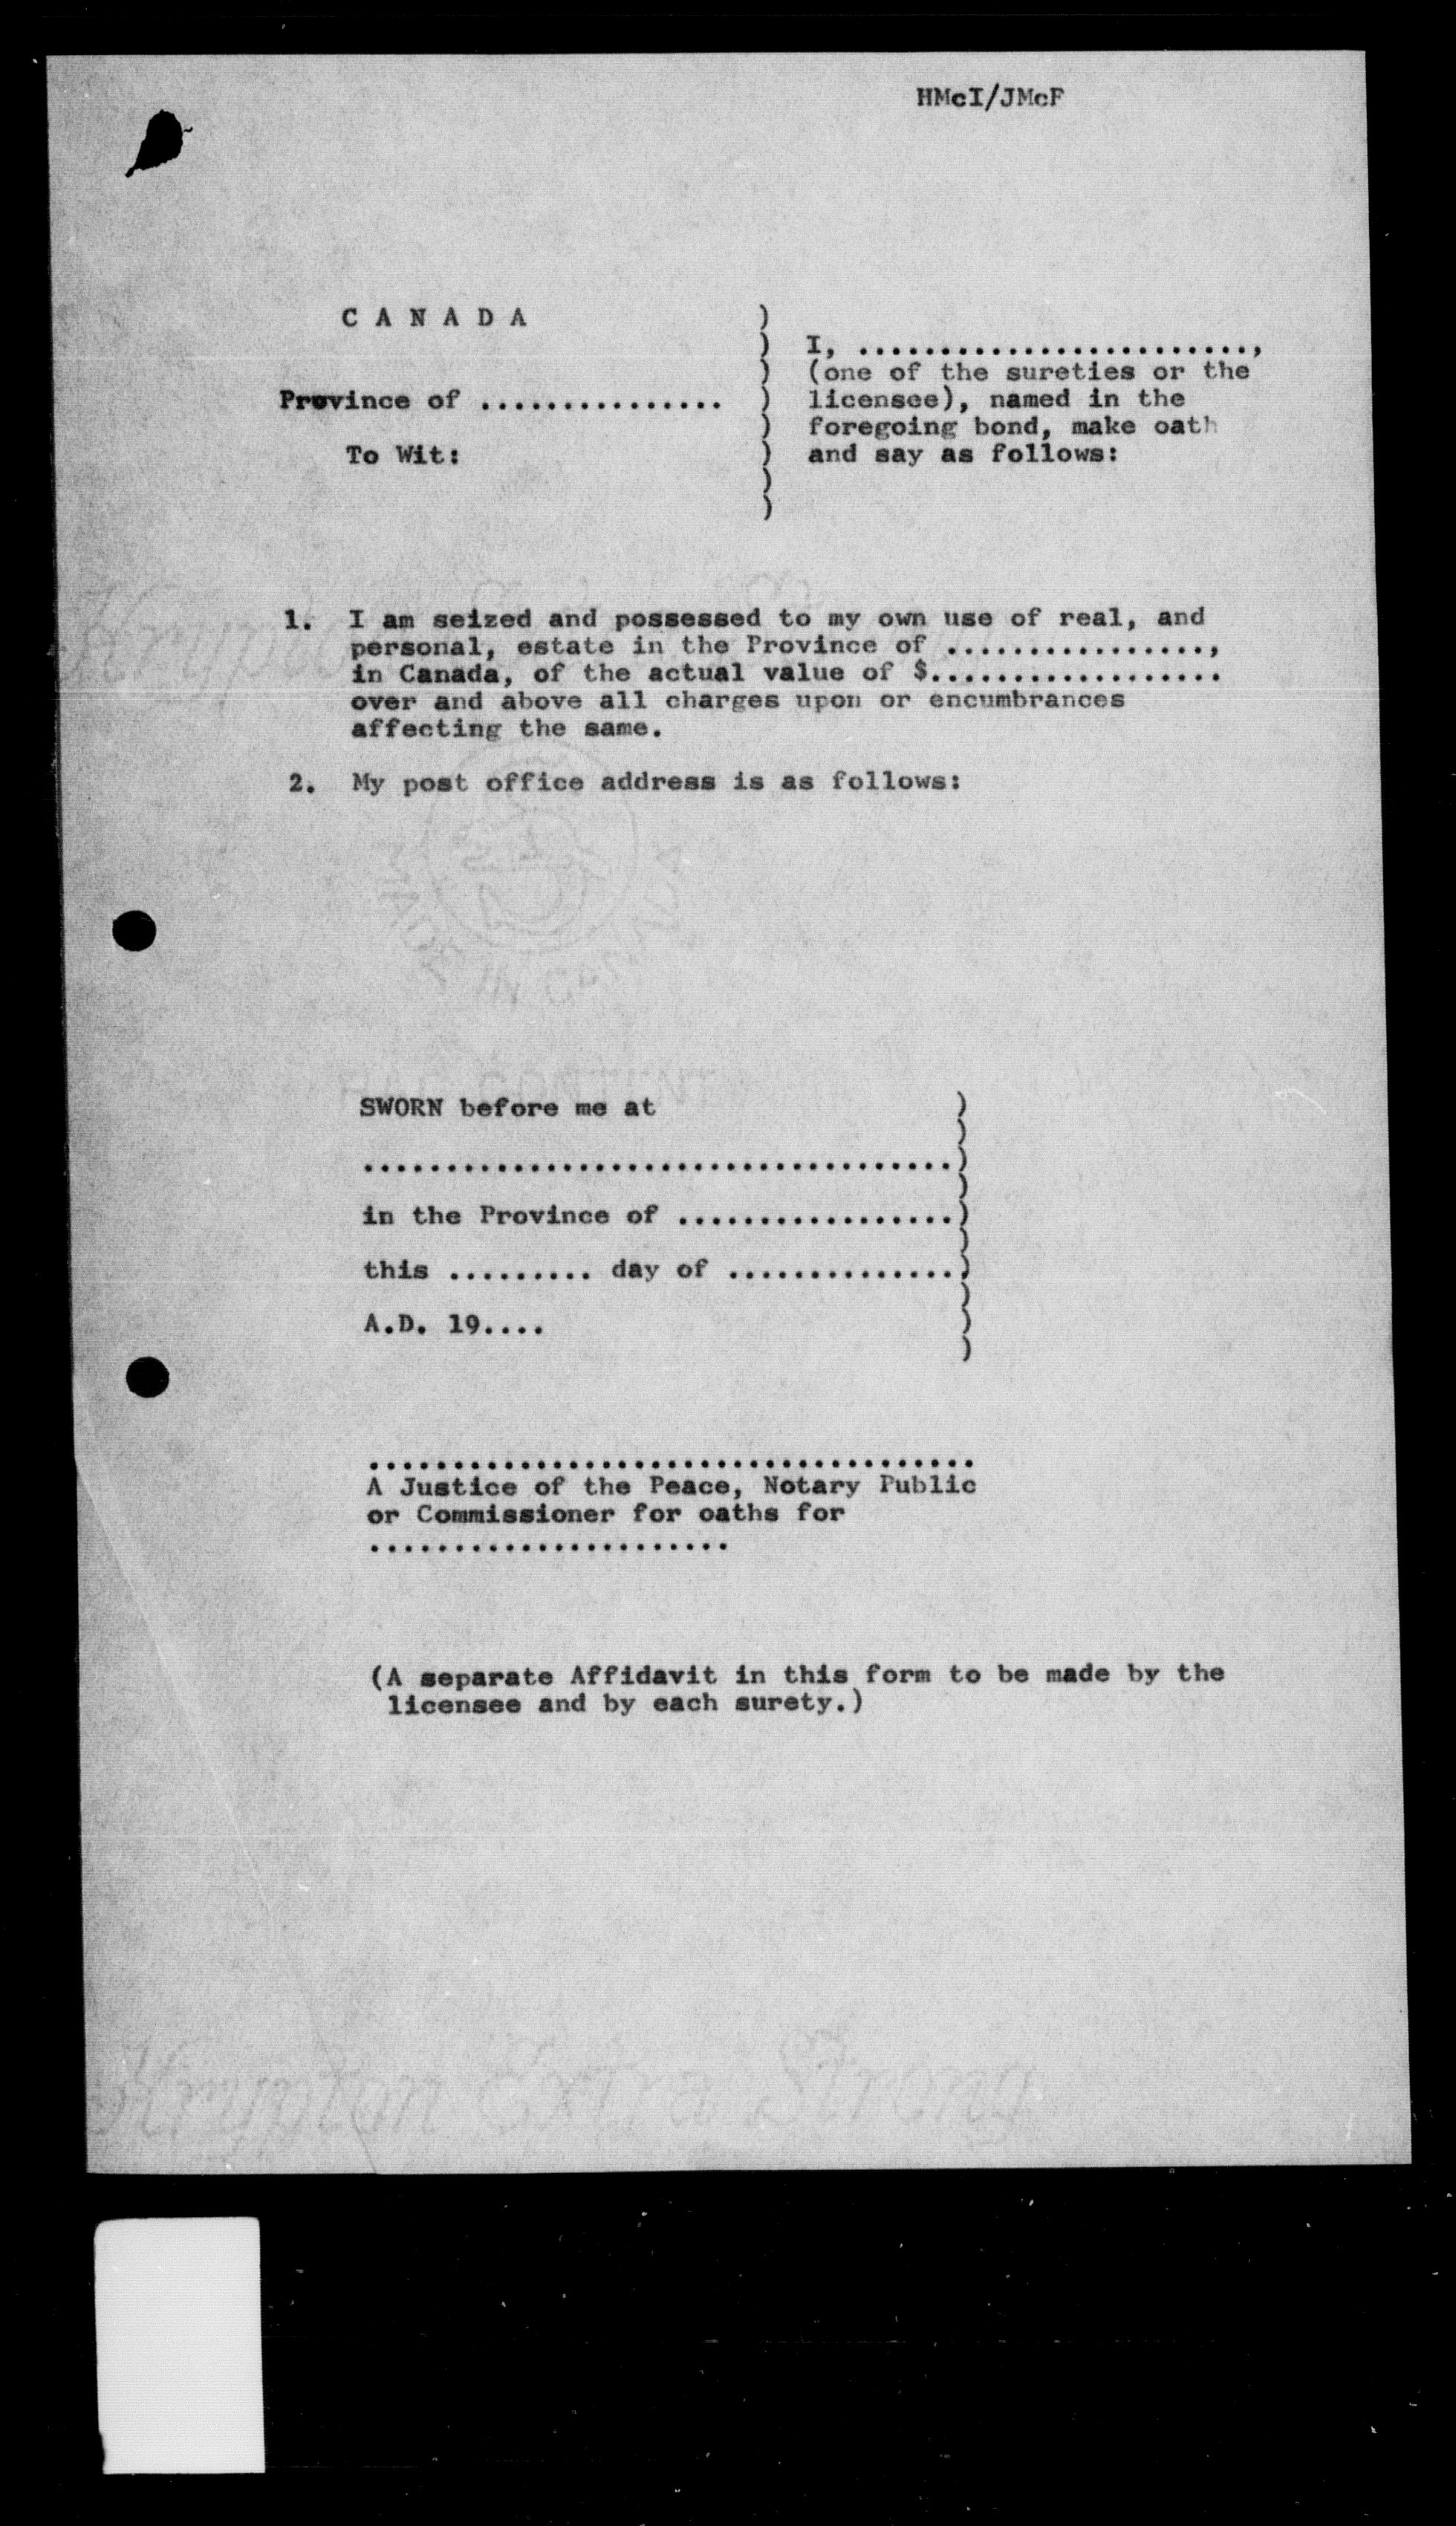 HMcI/JMcF
C A N A D A
Province of ...............
To Wit:
)
)
)
)
)
)
)
)
I, ........................,
(one of the sureties or the
licensee), named in the
foregoing bond, make oath
and say as follows:
1. I am seized and possessed to my own use of real, and
personal, estate in the Province of ................,
in Canada, of the actual value of $..................
over and above all charges upon or encumbrances
affecting the same.
2. My post office address is as follows:
SWORN before me at )
)
....................................)
)
in the Province of .................)
)
this ......... day of ..............)
)
A.D. 19.... )
)
.....................................
A Justice of the Peace, Notary Public
or Commissioner for oaths for
......................
(A separate Affidavit in this form to be made by the
licensee and by each surety.)
Krypton Extra Strong